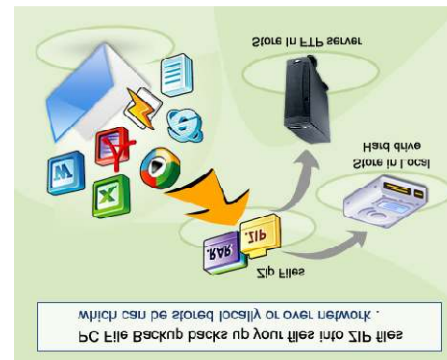 PC File Backup backs up your files into ZIP files
which can be stored locally or over network .
Zip Files
.RAR
.ZIP
Store in Local
Hard drive
Store in FTP server
W
X